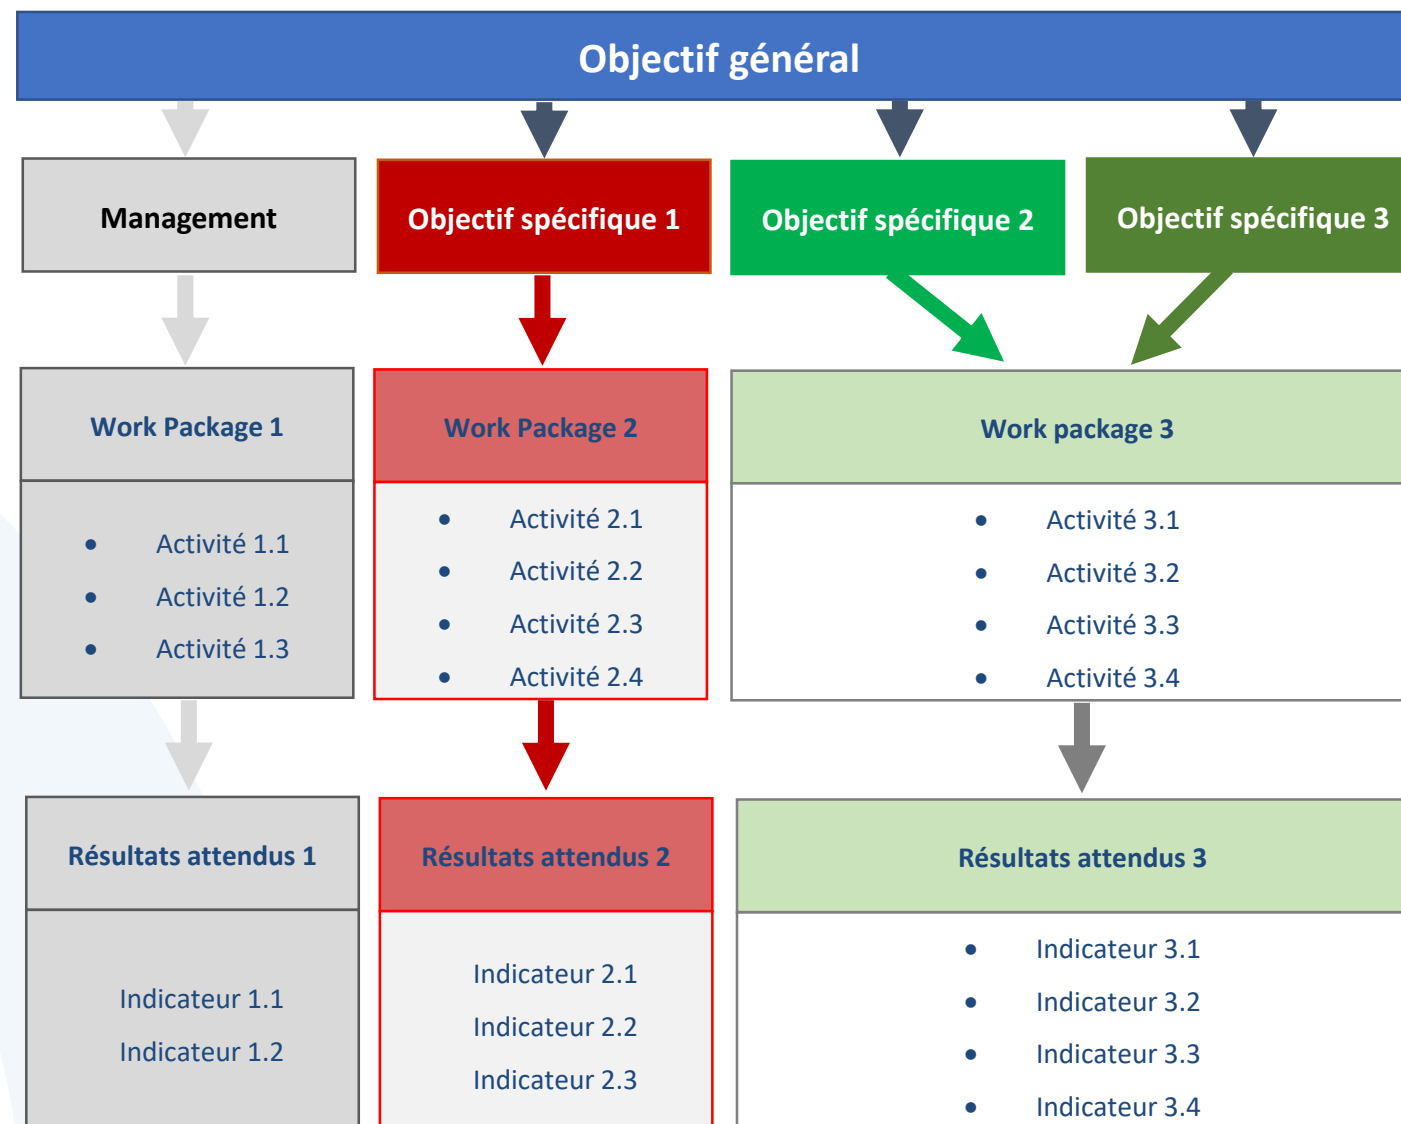 Objectif général
Management
Objectif spécifique 1
Objectif spécifique 2
Objectif spécifique 3
Work Package 1
• Activité 1.1
• Activité 1.2
• Activité 1.3
Work Package 2
• Activité 2.1
• Activité 2.2
• Activité 2.3
• Activité 2.4
Work package 3
• Activité 3.1
• Activité 3.2
• Activité 3.3
• Activité 3.4
Résultats attendus 1
Indicateur 1.1
Indicateur 1.2
Résultats attendus 2
Indicateur 2.1
Indicateur 2.2
Indicateur 2.3
Résultats attendus 3
• Indicateur 3.1
• Indicateur 3.2
• Indicateur 3.3
• Indicateur 3.4